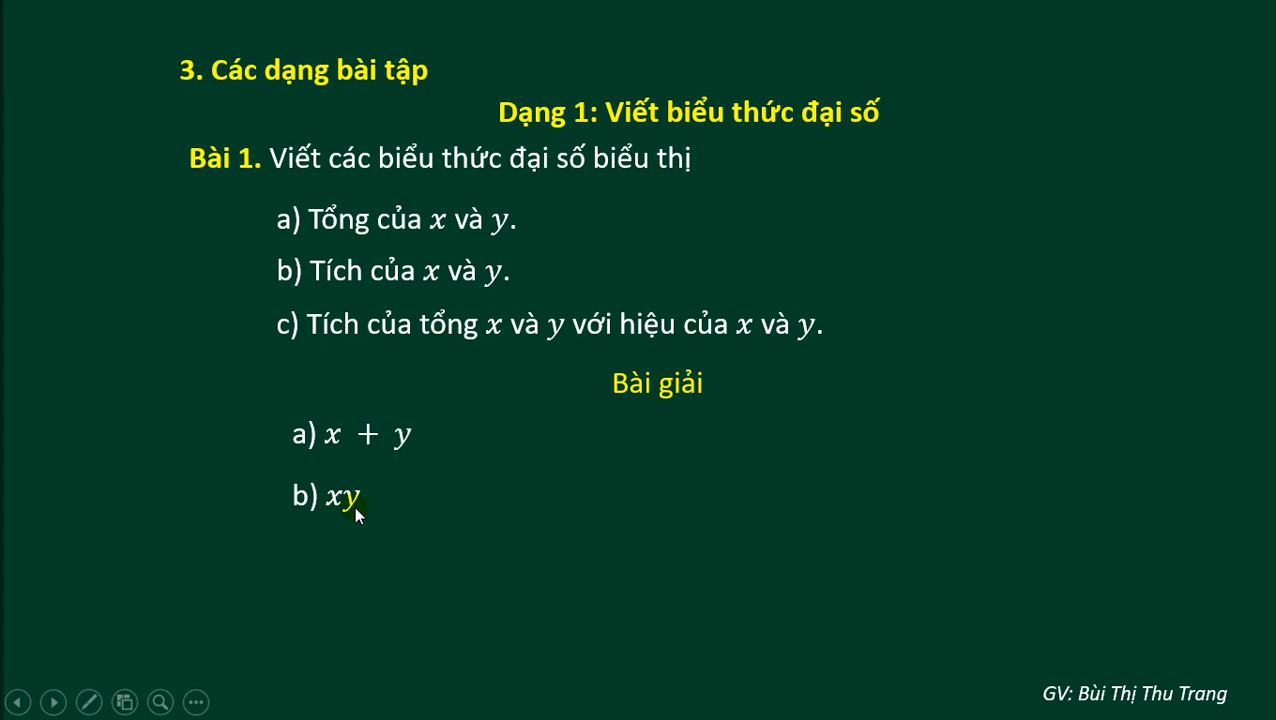 3. Các dạng bài tập
Dạng 1: Viết biểu thức đại số
Bài 1. Viết các biểu thức đại số biểu thị
a) Tổng của x và y.
b) Tích của x và y.
c) Tích của tổng x và y với hiệu của x và y.
Bài giải
a) x + y
b) xy
GV: Bùi Thị Thu Trang